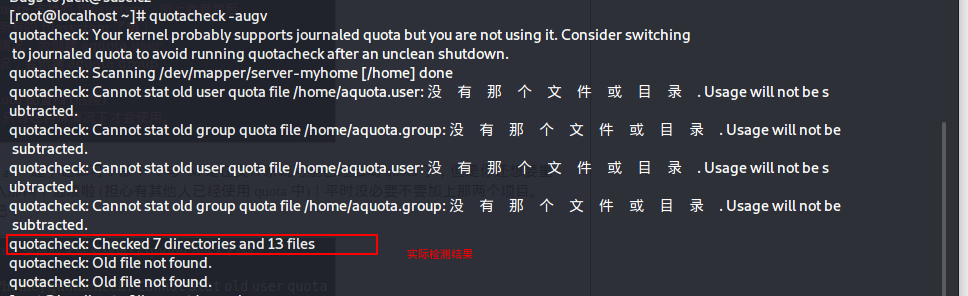 [root@localhost ~]# quotacheck -augv
quotacheck: Your kernel probably supports journaled quota but you are not using it. Consider switching
to journaled quota to avoid running quotacheck after an unclean shutdown.
quotacheck: Scanning /dev/mapper/server-myhome [/home] done
quotacheck: Cannot stat old user quota file /home/aquota.user: 没 有 那 个 文 件 或 目 录 . Usage will not be s
ubtracted.
quotacheck: Cannot stat old group quota file /home/aquota.group: 没 有 那 个 文 件 或 目 录 . Usage will not be
subtracted.
quotacheck: Cannot stat old user quota file /home/aquota.user: 没 有 那 个 文 件 或 目 录 . Usage will not be s
ubtracted.
quotacheck: Cannot stat old group quota file /home/aquota.group: 没 有 那 个 文 件 或 目 录 . Usage will not be
subtracted.
quotacheck: Checked 7 directories and 13 files
实际检测结果
quotacheck: Old file not found.
quotacheck: Old file not found.